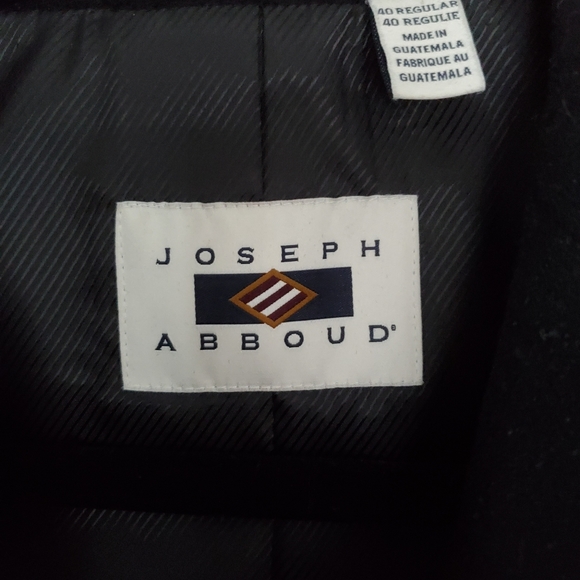 40 REGULAR
40 REGULIE
MADE IN
GUATEMALA
FABRIQUE AU
GUATEMALA
JOSEPH
ABBOUD®